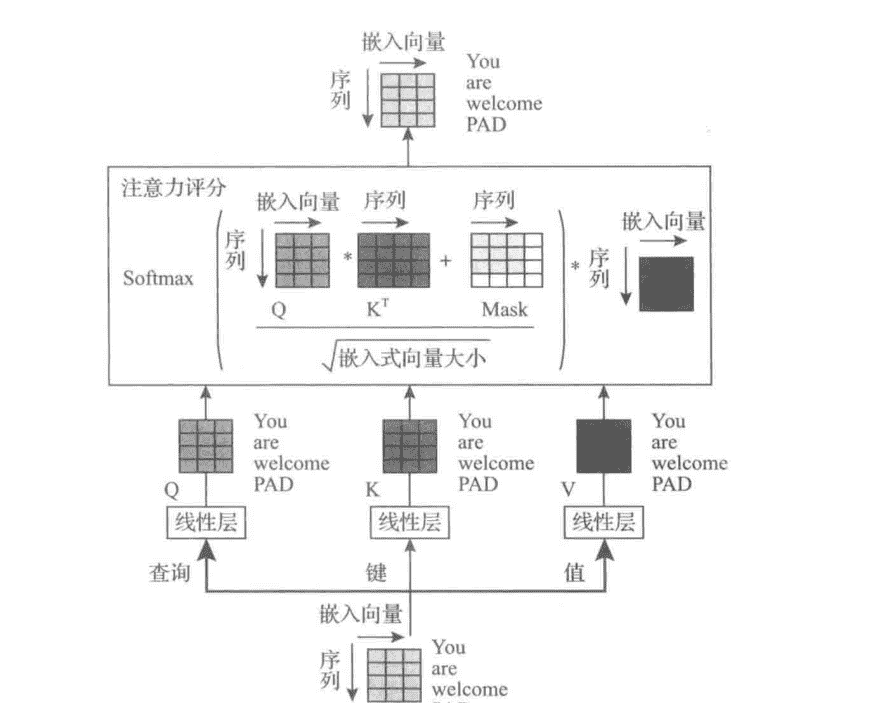 嵌入向量
序列
You
are
welcome
PAD
注意力评分
嵌入向量
序列
序列
嵌入向量
序列
序列
Softmax
*
+
*
Q
K^T
Mask
√嵌入式向量大小
You
are
welcome
PAD
You
are
welcome
PAD
You
are
welcome
PAD
Q
K
V
线性层
线性层
线性层
查询
键
值
嵌入向量
序列
You
are
welcome